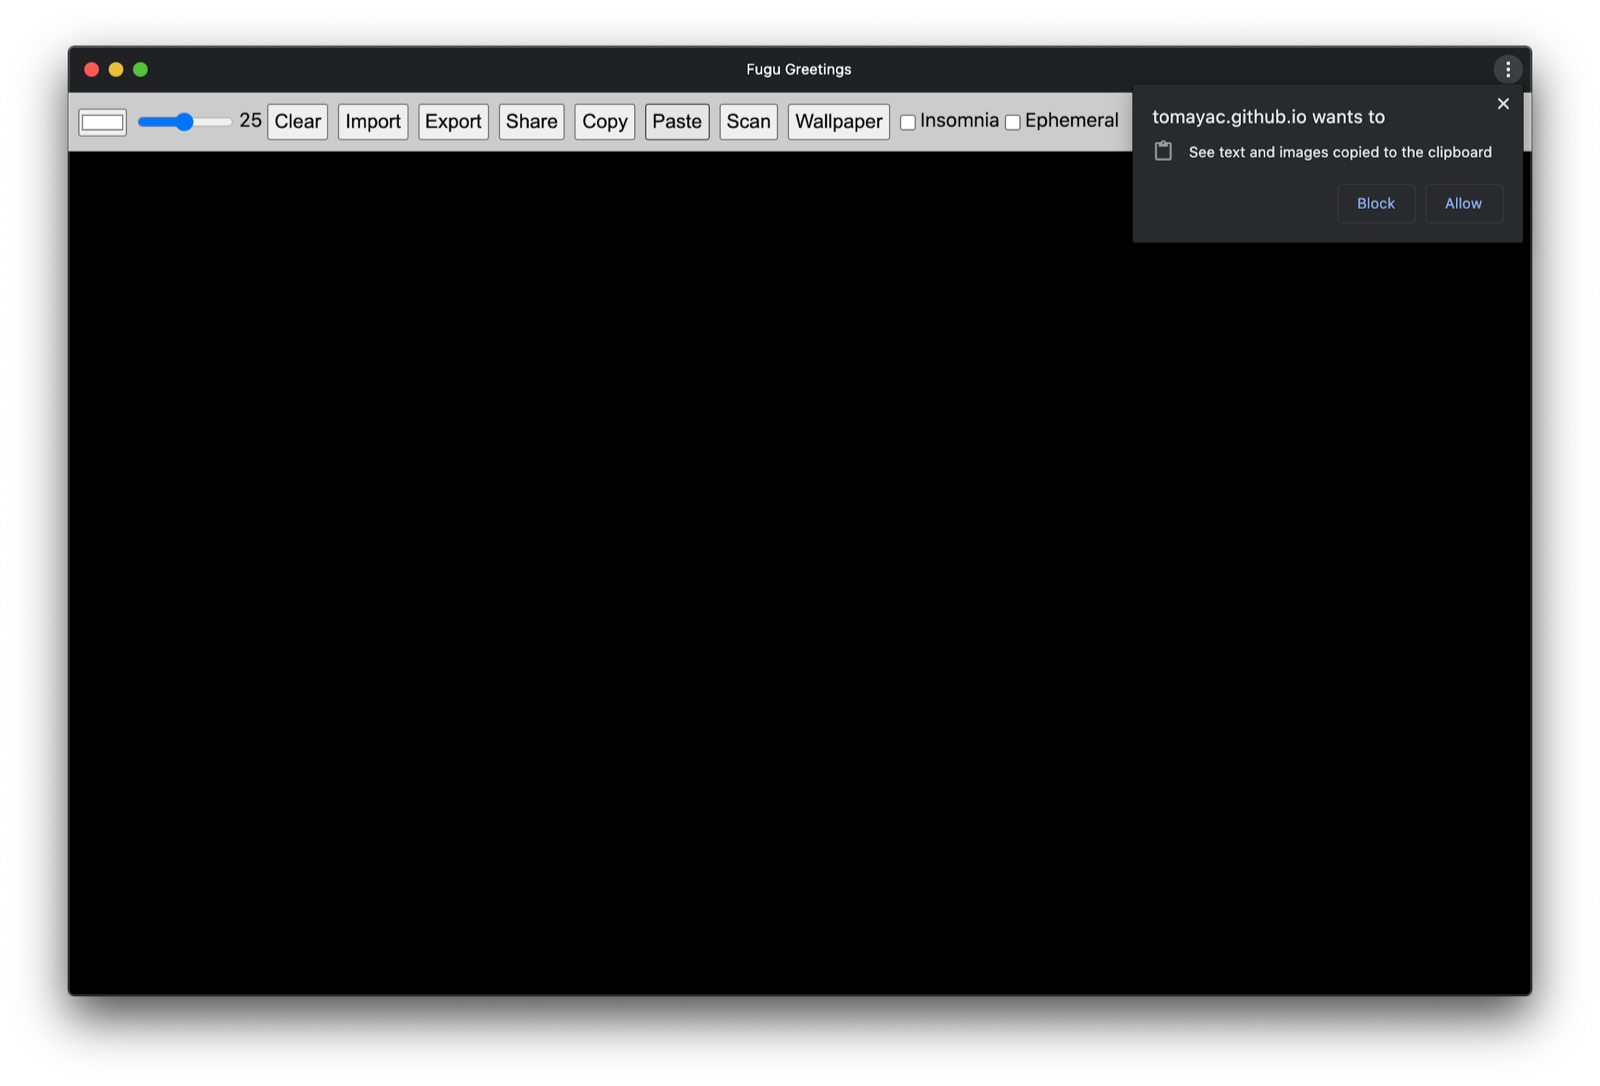 Fugu Greetings
25 Clear Import Export Share Copy Paste Scan Wallpaper Insomnia Ephemeral
tomayac.github.io wants to
See text and images copied to the clipboard
Block Allow